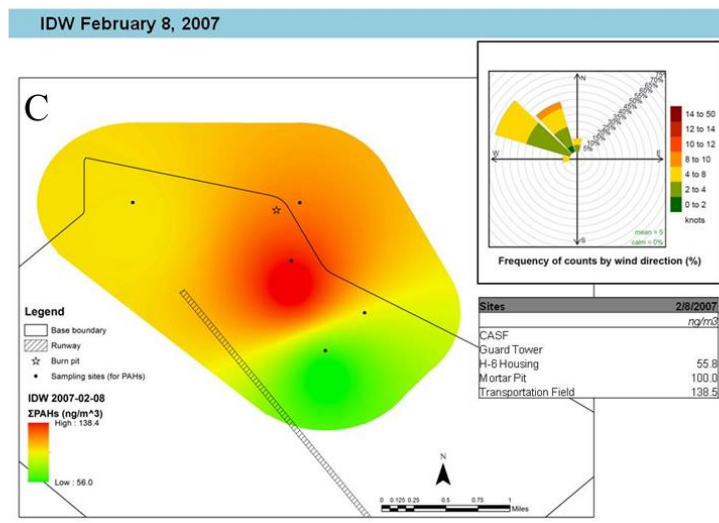 IDW February 8, 2007
C
N
W
E
S
mean = 5
calm = 0%
14 to 50
12 to 14
10 to 12
8 to 10
4 to 8
2 to 4
0 to 2
knots
Frequency of counts by wind direction (%)
Sites 2/8/2007
ng/m3
CASF
Guard Tower
H-6 Housing 55.8
Mortar Pit 100.0
Transportation Field 138.5
Legend
Base boundary
Runway
Burn pit
Sampling sites (for PAHs)
IDW 2007-02-08
ΣPAHs (ng/m^3)
High : 138.4
Low : 56.0
N
0 0.125 0.25 0.5 0.75 1
Miles